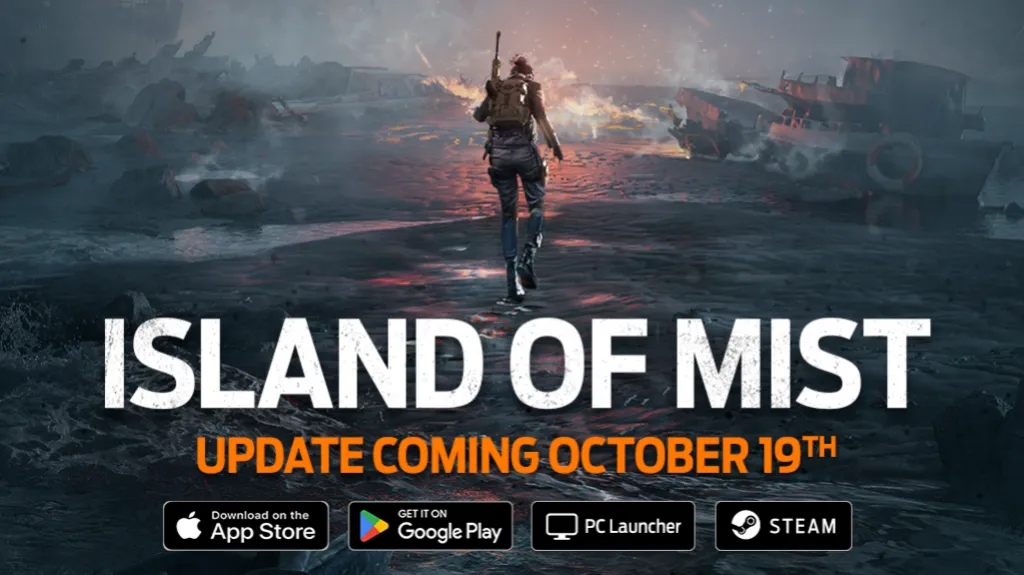 ISLAND OF MIST
UPDATE COMING OCTOBER 19TH
Download on the
App Store
GET IT ON
Google Play
PC Launcher
STEAM